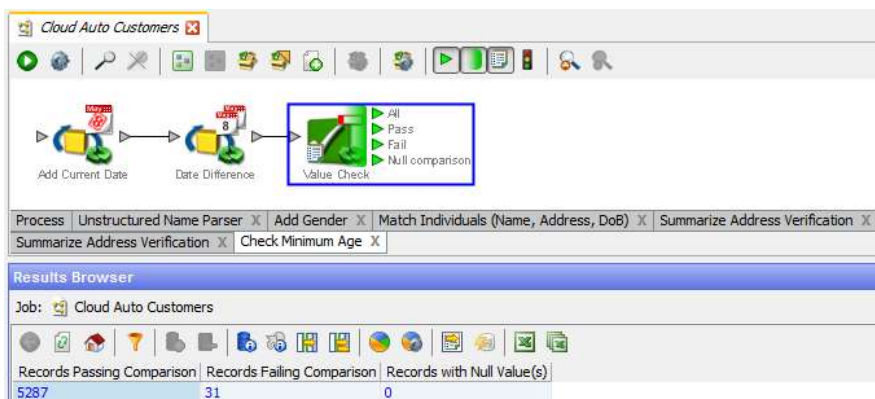 Cloud Auto Customers
8
All
Pass
Fail
Null comparison
Add Current Date
Date Difference
Value Check
Process Unstructured Name Parser X Add Gender X Match Individuals (Name, Address, DoB) X Summarize Address Verification X
Summarize Address Verification X Check Minimum Age X
Results Browser
Job: Cloud Auto Customers
Records Passing Comparison Records Failing Comparison Records with Null Value(s)
5287 31 0